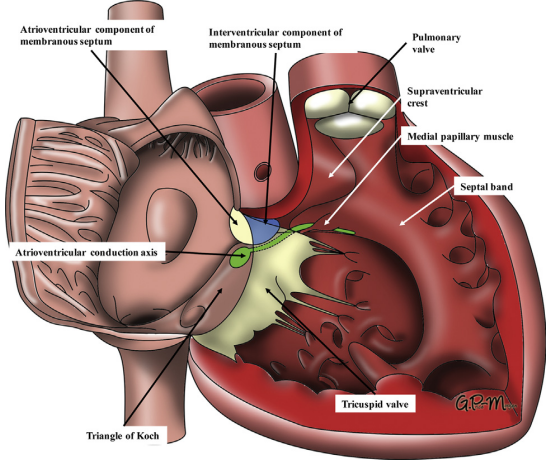 Atrioventricular component of
membranous septum
Interventricular component of
membranous septum
Pulmonary
valve
Supraventricular
crest
Medial papillary muscle
Septal band
Atrioventricular conduction axis
Tricuspid valve
Triangle of Koch